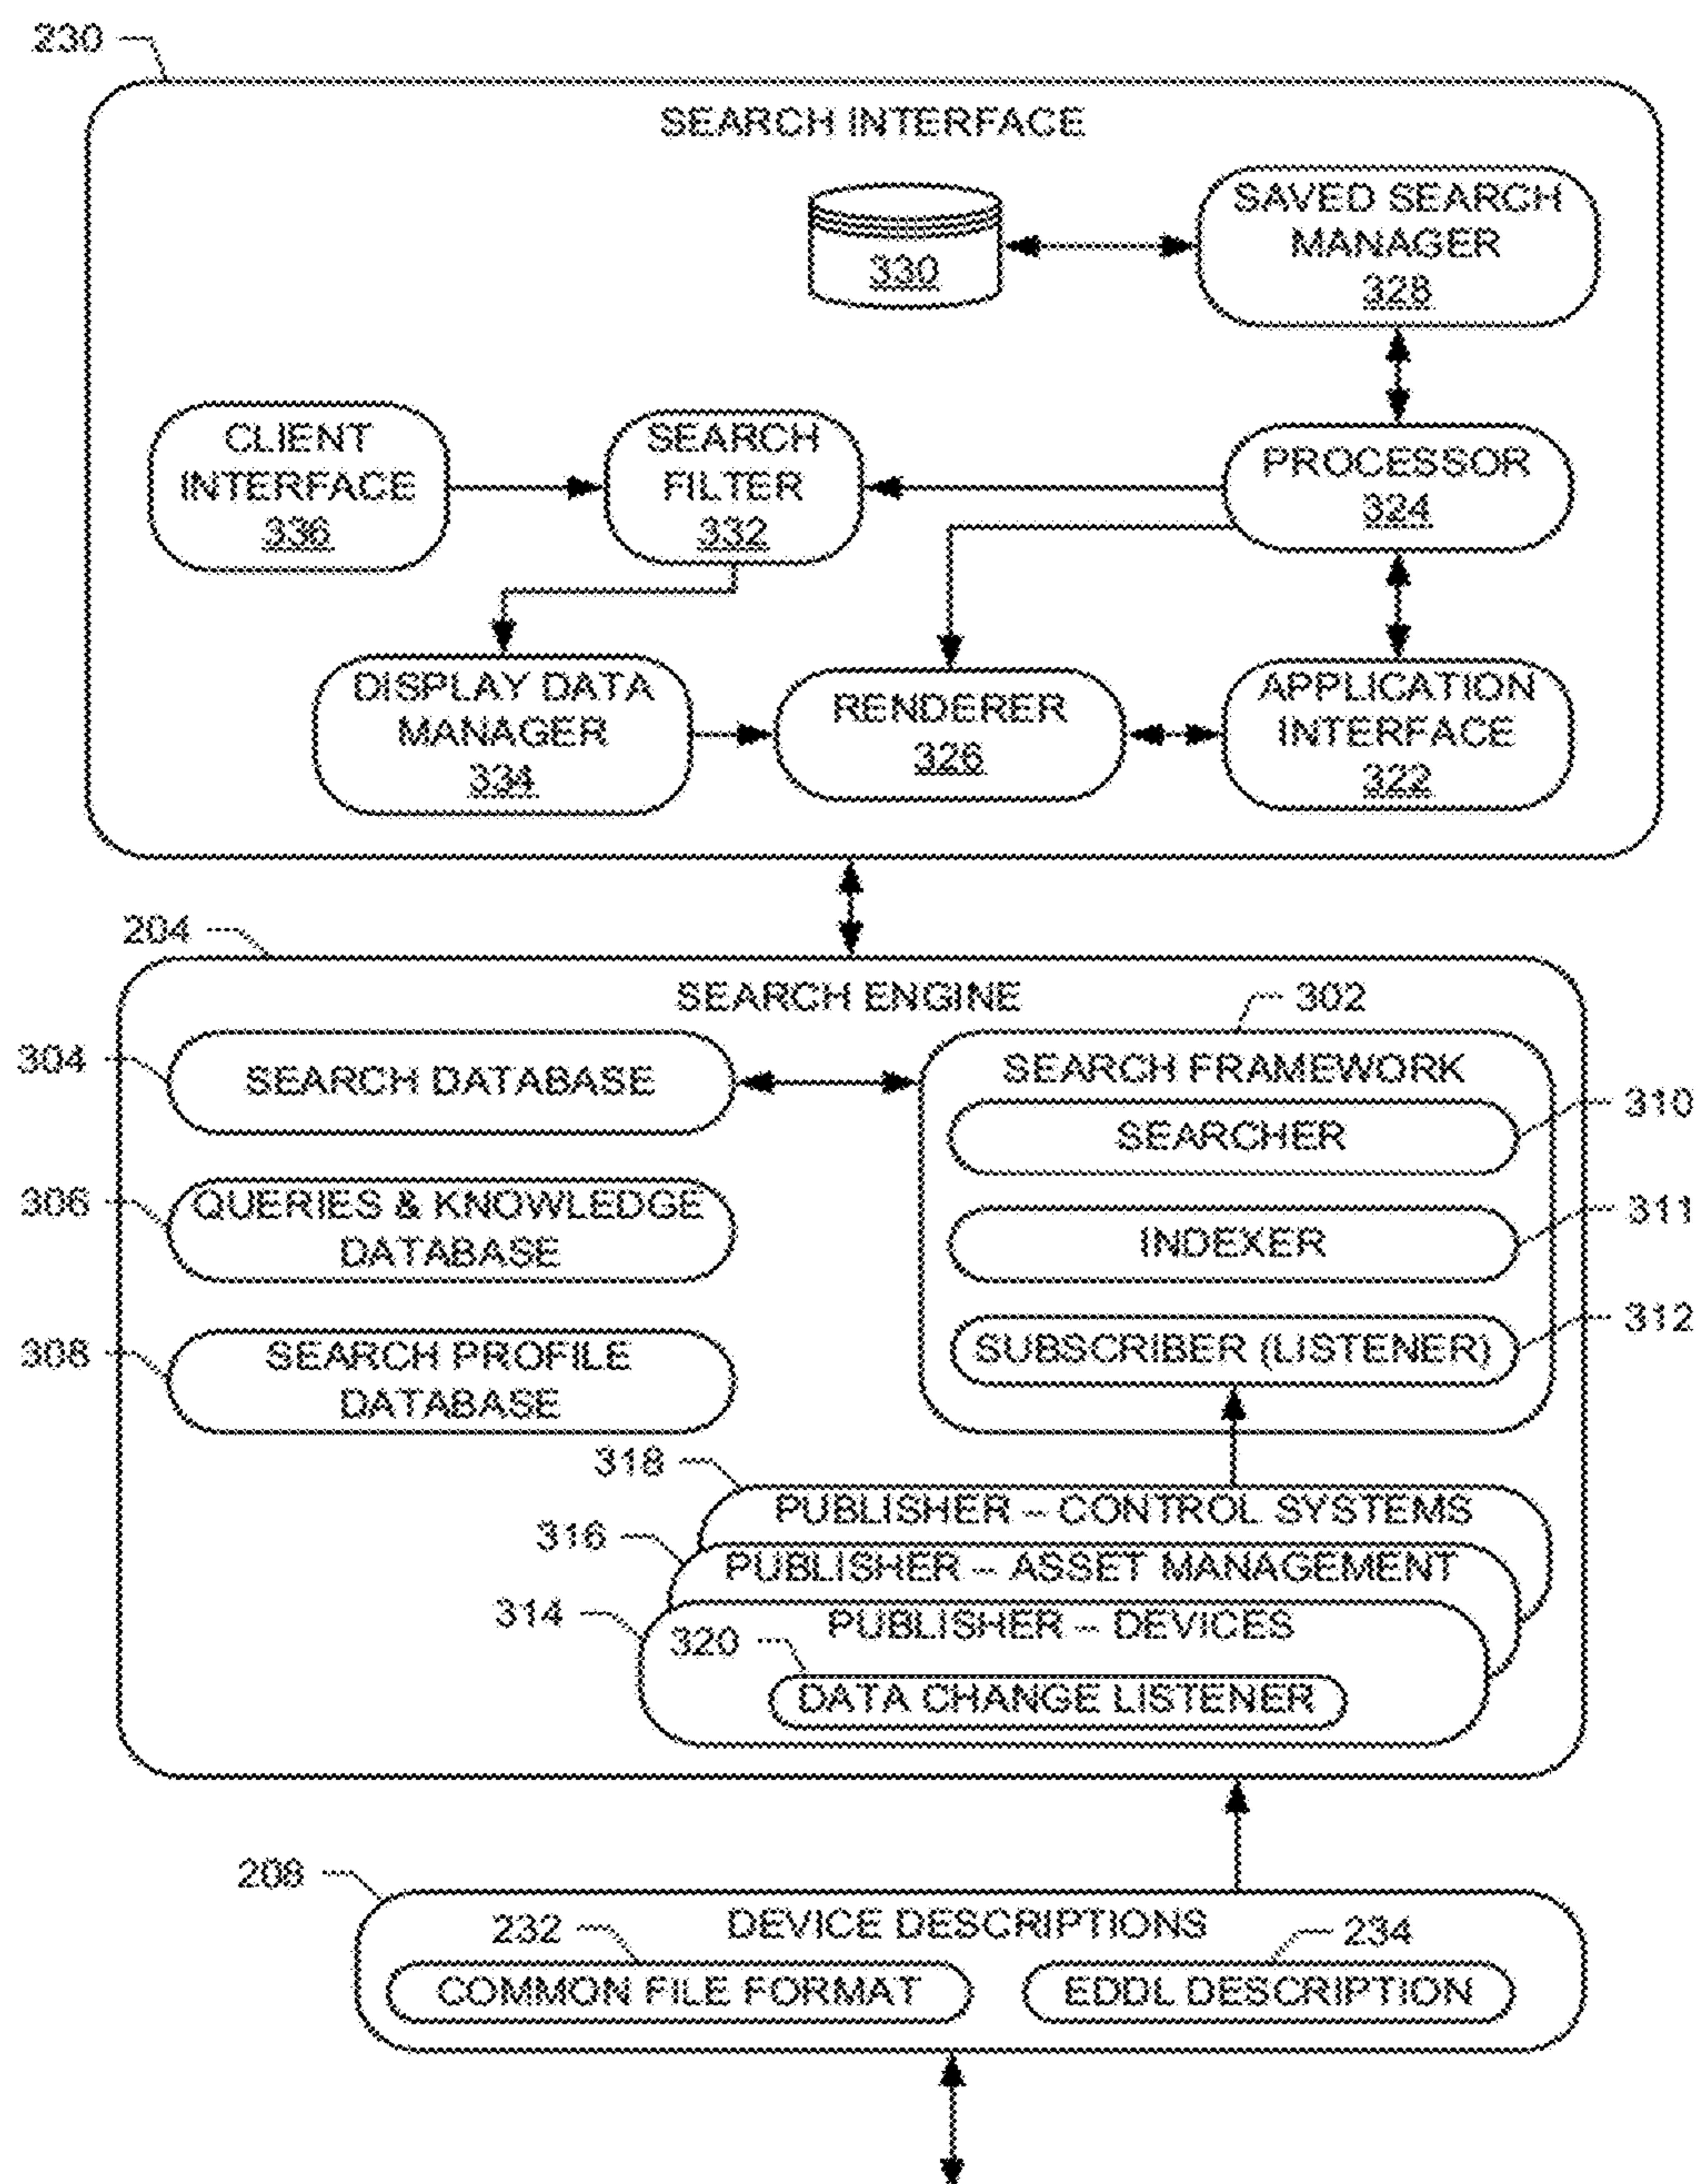 230
SEARCH INTERFACE
SAVED SEARCH
MANAGER
328
330
CLIENT
INTERFACE
336
SEARCH
FILTER
332
PROCESSOR
324
DISPLAY DATA
MANAGER
334
RENDERER
326
APPLICATION
INTERFACE
322
204
SEARCH ENGINE
302
304
SEARCH DATABASE
SEARCH FRAMEWORK
310
SEARCHER
306
QUERIES & KNOWLEDGE
DATABASE
311
INDEXER
308
SEARCH PROFILE
DATABASE
312
SUBSCRIBER (LISTENER)
318
PUBLISHER – CONTROL SYSTEMS
316
PUBLISHER – ASSET MANAGEMENT
314
PUBLISHER – DEVICES
320
DATA CHANGE LISTENER
208
DEVICE DESCRIPTIONS
232
234
COMMON FILE FORMAT
EDDL DESCRIPTION